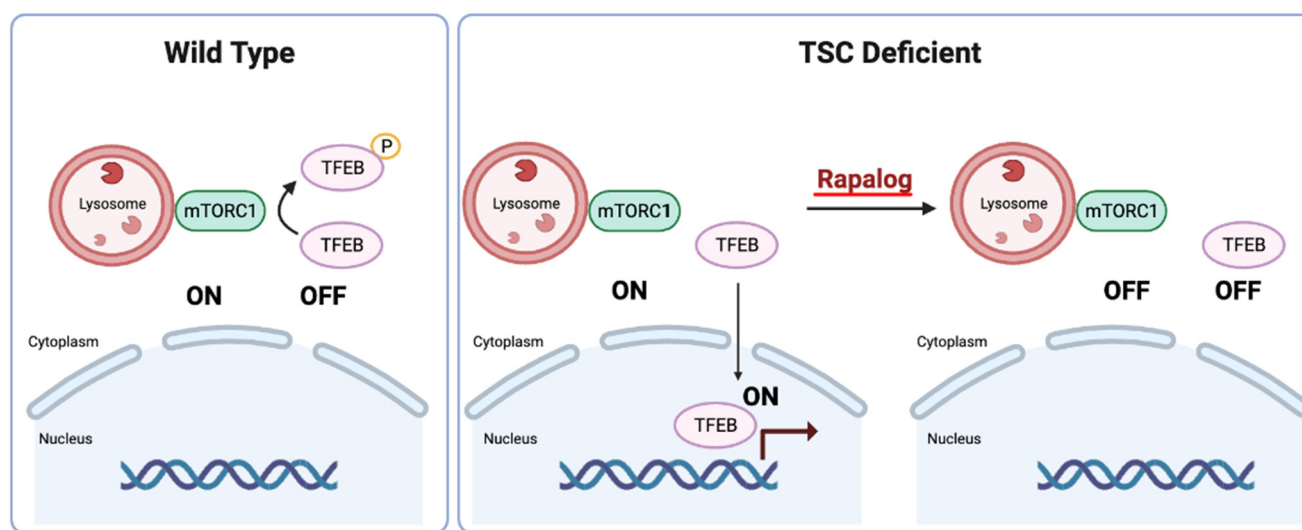 Wild Type
P
TFEB
Lysosome
mTORC1
TFEB
ON
OFF
Cytoplasm
Nucleus
TSC Deficient
Lysosome
mTORC1
TFEB
ON
Cytoplasm
ON
TFEB
Nucleus
Rapalog
Lysosome
mTORC1
TFEB
OFF
OFF
Cytoplasm
Nucleus